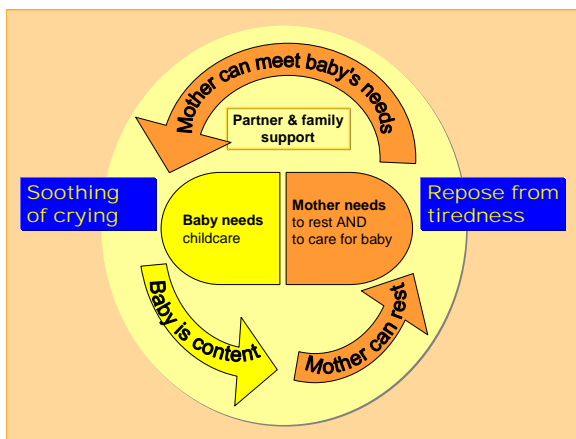 Mother can meet baby's needs
Partner & family
support
Soothing
of crying
Baby needs
childcare
Mother needs
to rest AND
to care for baby
Repose from
tiredness
Baby is content
Mother can rest